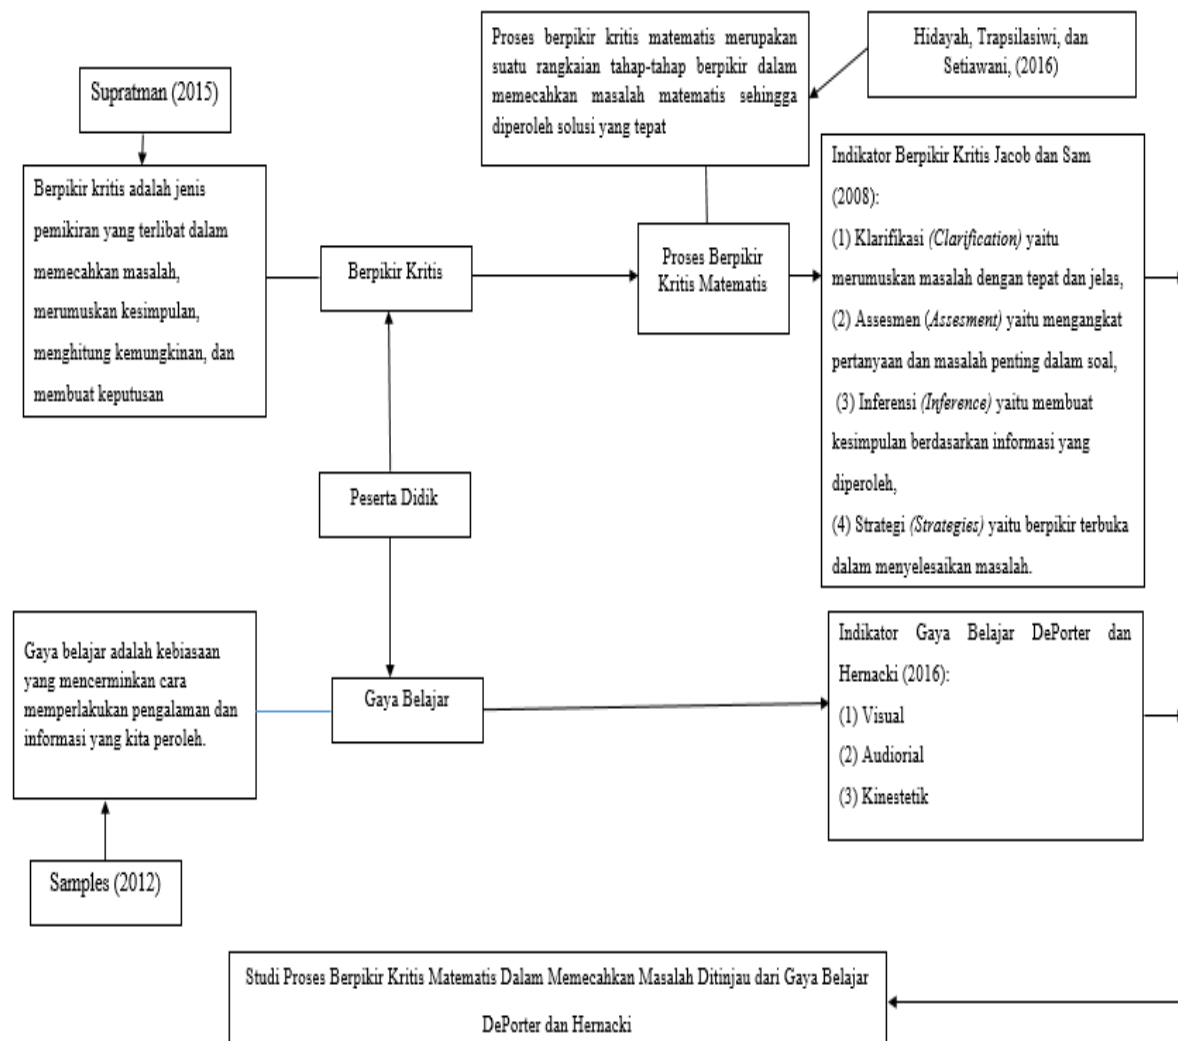 Proses berpikir kritis matematis merupakan
suatu rangkaian tahap-tahap berpikir dalam
memecahkan masalah matematis sehingga
diperoleh solusi yang tepat
Hidayah, Trapsilasiwi, dan
Setiawani, (2016)
Supratman (2015)
Berpikir kritis adalah jenis
pemikiran yang terlibat dalam
memecahkan masalah,
merumuskan kesimpulan,
menghitung kemungkinan, dan
membuat keputusan
Berpikir Kritis
Proses Berpikir
Kritis Matematis
Indikator Berpikir Kritis Jacob dan Sam
(2008):
(1) Klarifikasi (Clarification) yaitu
merumuskan masalah dengan tepat dan jelas,
(2) Assesmen (Assesment) yaitu mengangkat
pertanyaan dan masalah penting dalam soal,
(3) Inferensi (Inference) yaitu membuat
kesimpulan berdasarkan informasi yang
diperoleh,
(4) Strategi (Strategies) yaitu berpikir terbuka
dalam menyelesaikan masalah.
Peserta Didik
Gaya belajar adalah kebiasaan
yang mencerminkan cara
memperlakukan pengalaman dan
informasi yang kita peroleh.
Gaya Belajar
Indikator Gaya Belajar DePorter dan
Hernacki (2016):
(1) Visual
(2) Audiorial
(3) Kinestetik
Samples (2012)
Studi Proses Berpikir Kritis Matematis Dalam Memecahkan Masalah Ditinjau dari Gaya Belajar
DePorter dan Hernacki